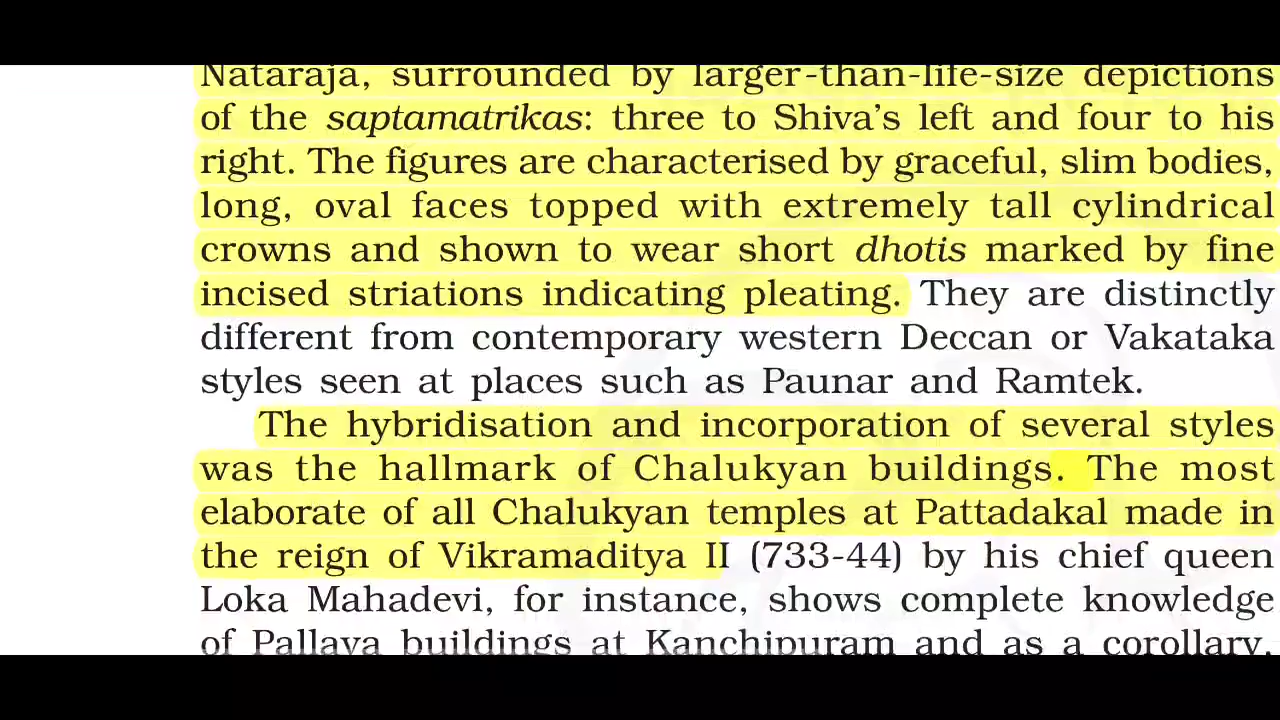 Nataraja, surrounded by larger-than-life-size depictions
of the saptamatrikas: three to Shiva's left and four to his
right. The figures are characterised by graceful, slim bodies,
long, oval faces topped with extremely tall cylindrical
crowns and shown to wear short dhotis marked by fine
incised striations indicating pleating. They are distinctly
different from contemporary western Deccan or Vakataka
styles seen at places such as Paunar and Ramtek.
The hybridisation and incorporation of several styles
was the hallmark of Chalukyan buildings. The most
elaborate of all Chalukyan temples at Pattadakal made in
the reign of Vikramaditya II (733-44) by his chief queen
Loka Mahadevi, for instance, shows complete knowledge
of Pallava buildings at Kanchipuram and as a corollary,